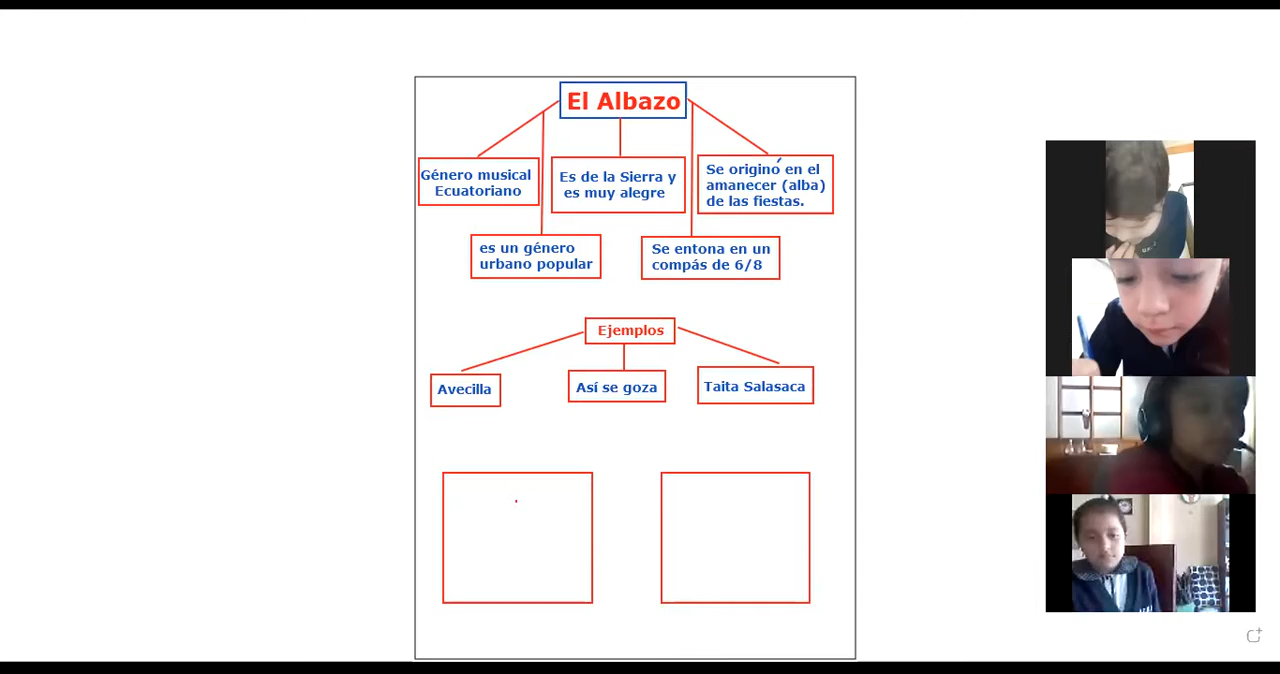 El Albazo
Género musical
Ecuatoriano
Es de la Sierra y
es muy alegre
Se originó en el
amanecer (alba)
de las fiestas.
es un género
urbano popular
Se entona en un
compás de 6/8
Ejemplos
Avecilla
Así se goza
Taita Salasaca